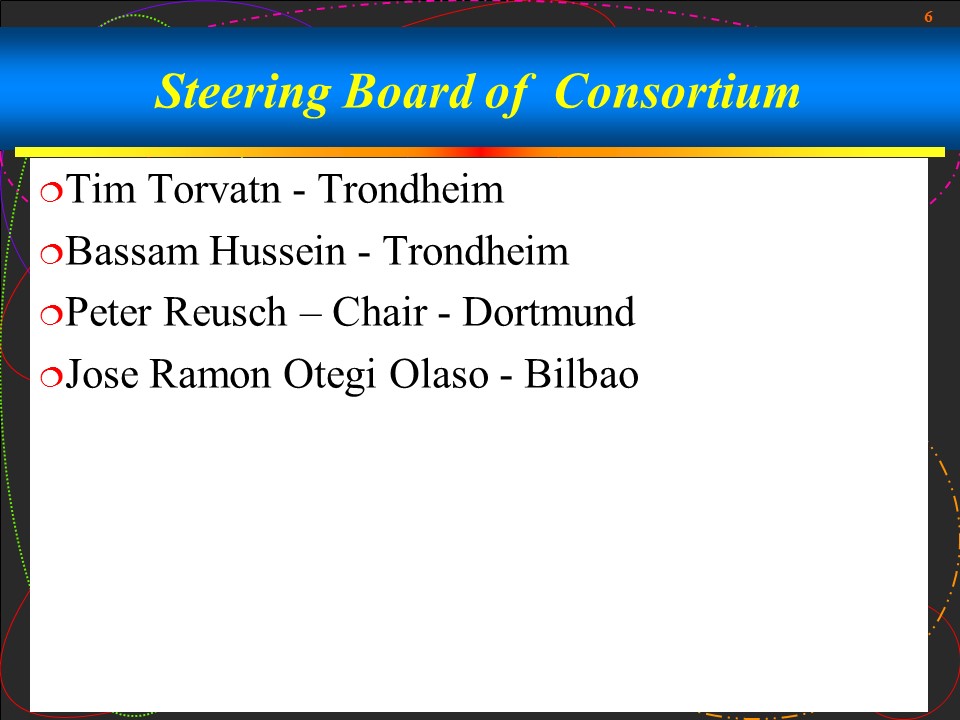 6
Steering Board of Consortium
Tim Torvatn - Trondheim
Bassam Hussein - Trondheim
Peter Reusch – Chair - Dortmund
Jose Ramon Otegi Olaso - Bilbao